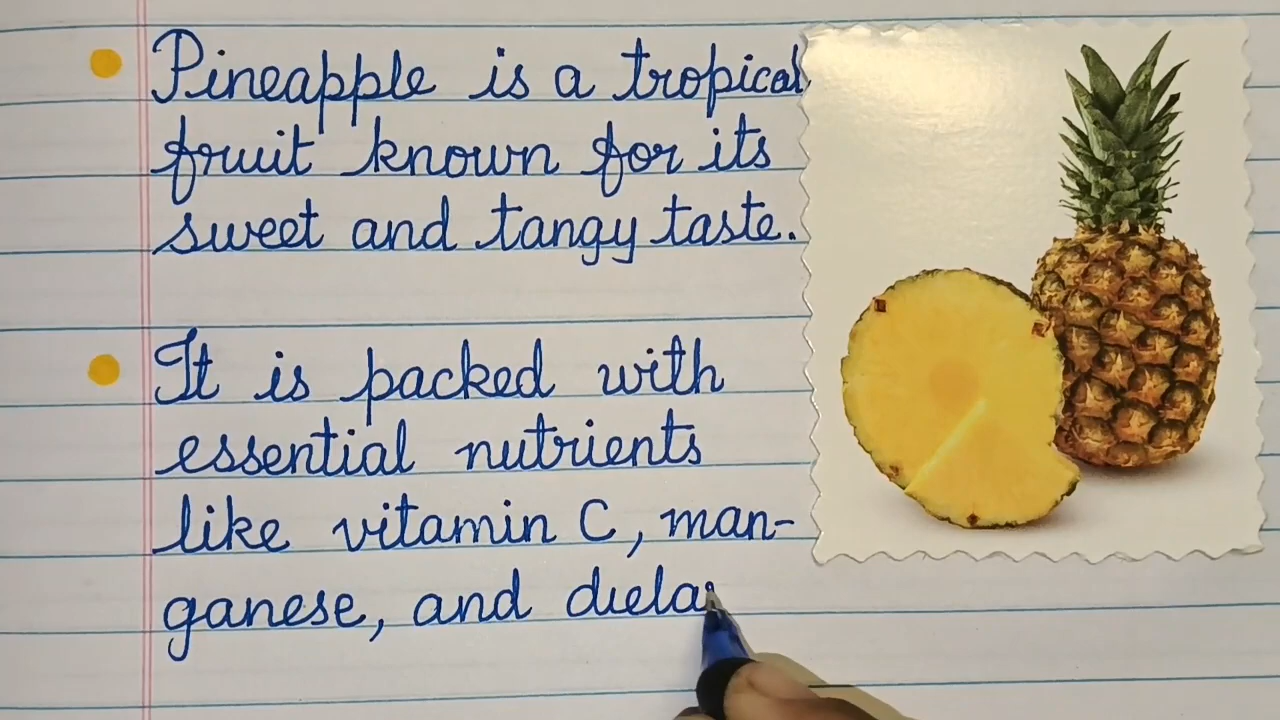 Pineapple is a tropical
fruit known for its
sweet and tangy taste.
It is packed with
essential nutrients
like vitamin C, man-
ganese, and